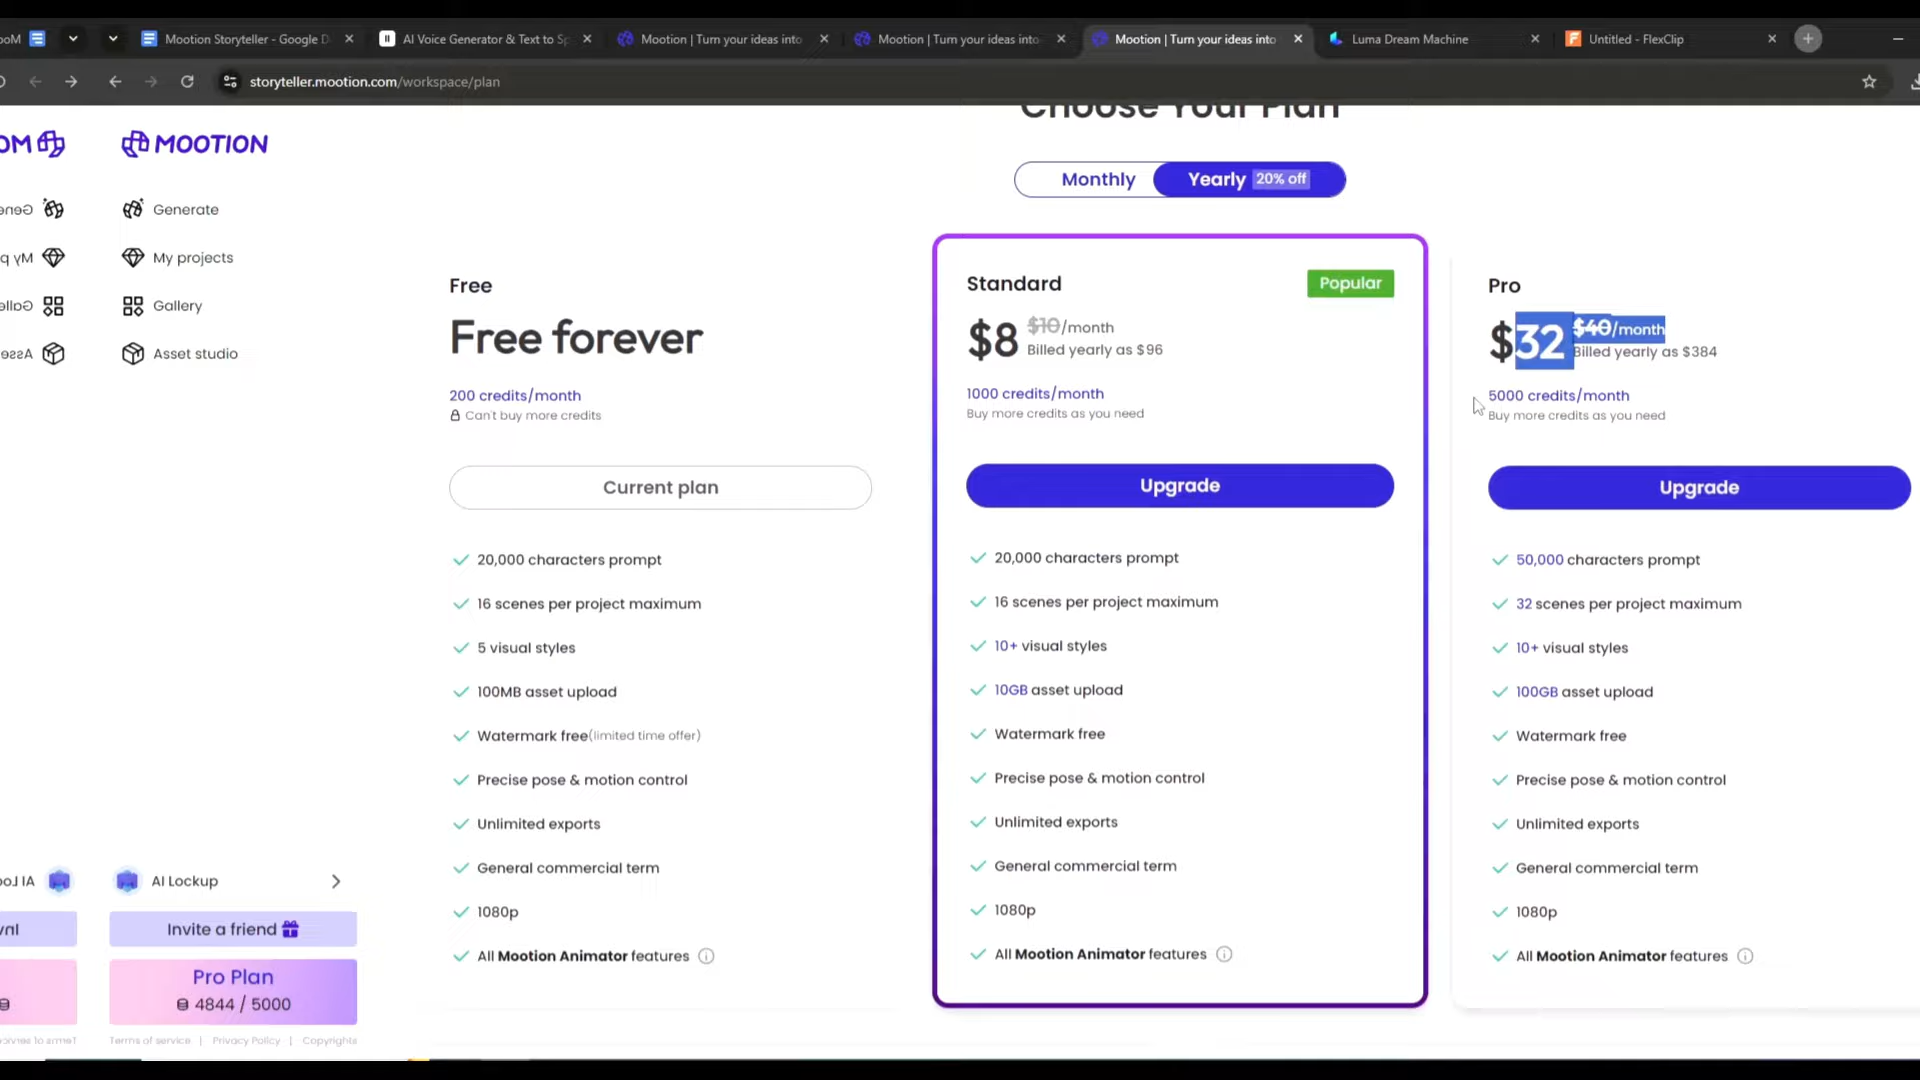 Mootion Storyteller - Google D
AI Voice Generator & Text to Sp
Mootion | Turn your ideas into
Mootion | Turn your ideas into
Mootion | Turn your ideas into
Luma Dream Machine
Untitled - FlexClip
storyteller.mootion.com/workspace/plan
Choose Your Plan
MOOTION
Monthly
Yearly 20% off
Generate
My projects
Gallery
Asset studio
Free
Free forever
200 credits/month
Can't buy more credits
Current plan
20,000 characters prompt
16 scenes per project maximum
5 visual styles
100MB asset upload
Watermark free(limited time offer)
Precise pose & motion control
Unlimited exports
General commercial term
1080p
All Mootion Animator features
Standard
Popular
$8 $10/month
Billed yearly as $96
1000 credits/month
Buy more credits as you need
Upgrade
20,000 characters prompt
16 scenes per project maximum
10+ visual styles
10GB asset upload
Watermark free
Precise pose & motion control
Unlimited exports
General commercial term
1080p
All Mootion Animator features
Pro
$32 $40/month
Billed yearly as $384
5000 credits/month
Buy more credits as you need
Upgrade
50,000 characters prompt
32 scenes per project maximum
10+ visual styles
100GB asset upload
Watermark free
Precise pose & motion control
Unlimited exports
General commercial term
1080p
All Mootion Animator features
AI Lockup
Invite a friend
Pro Plan
4844 / 5000
Terms of service | Privacy Policy | Copyrights